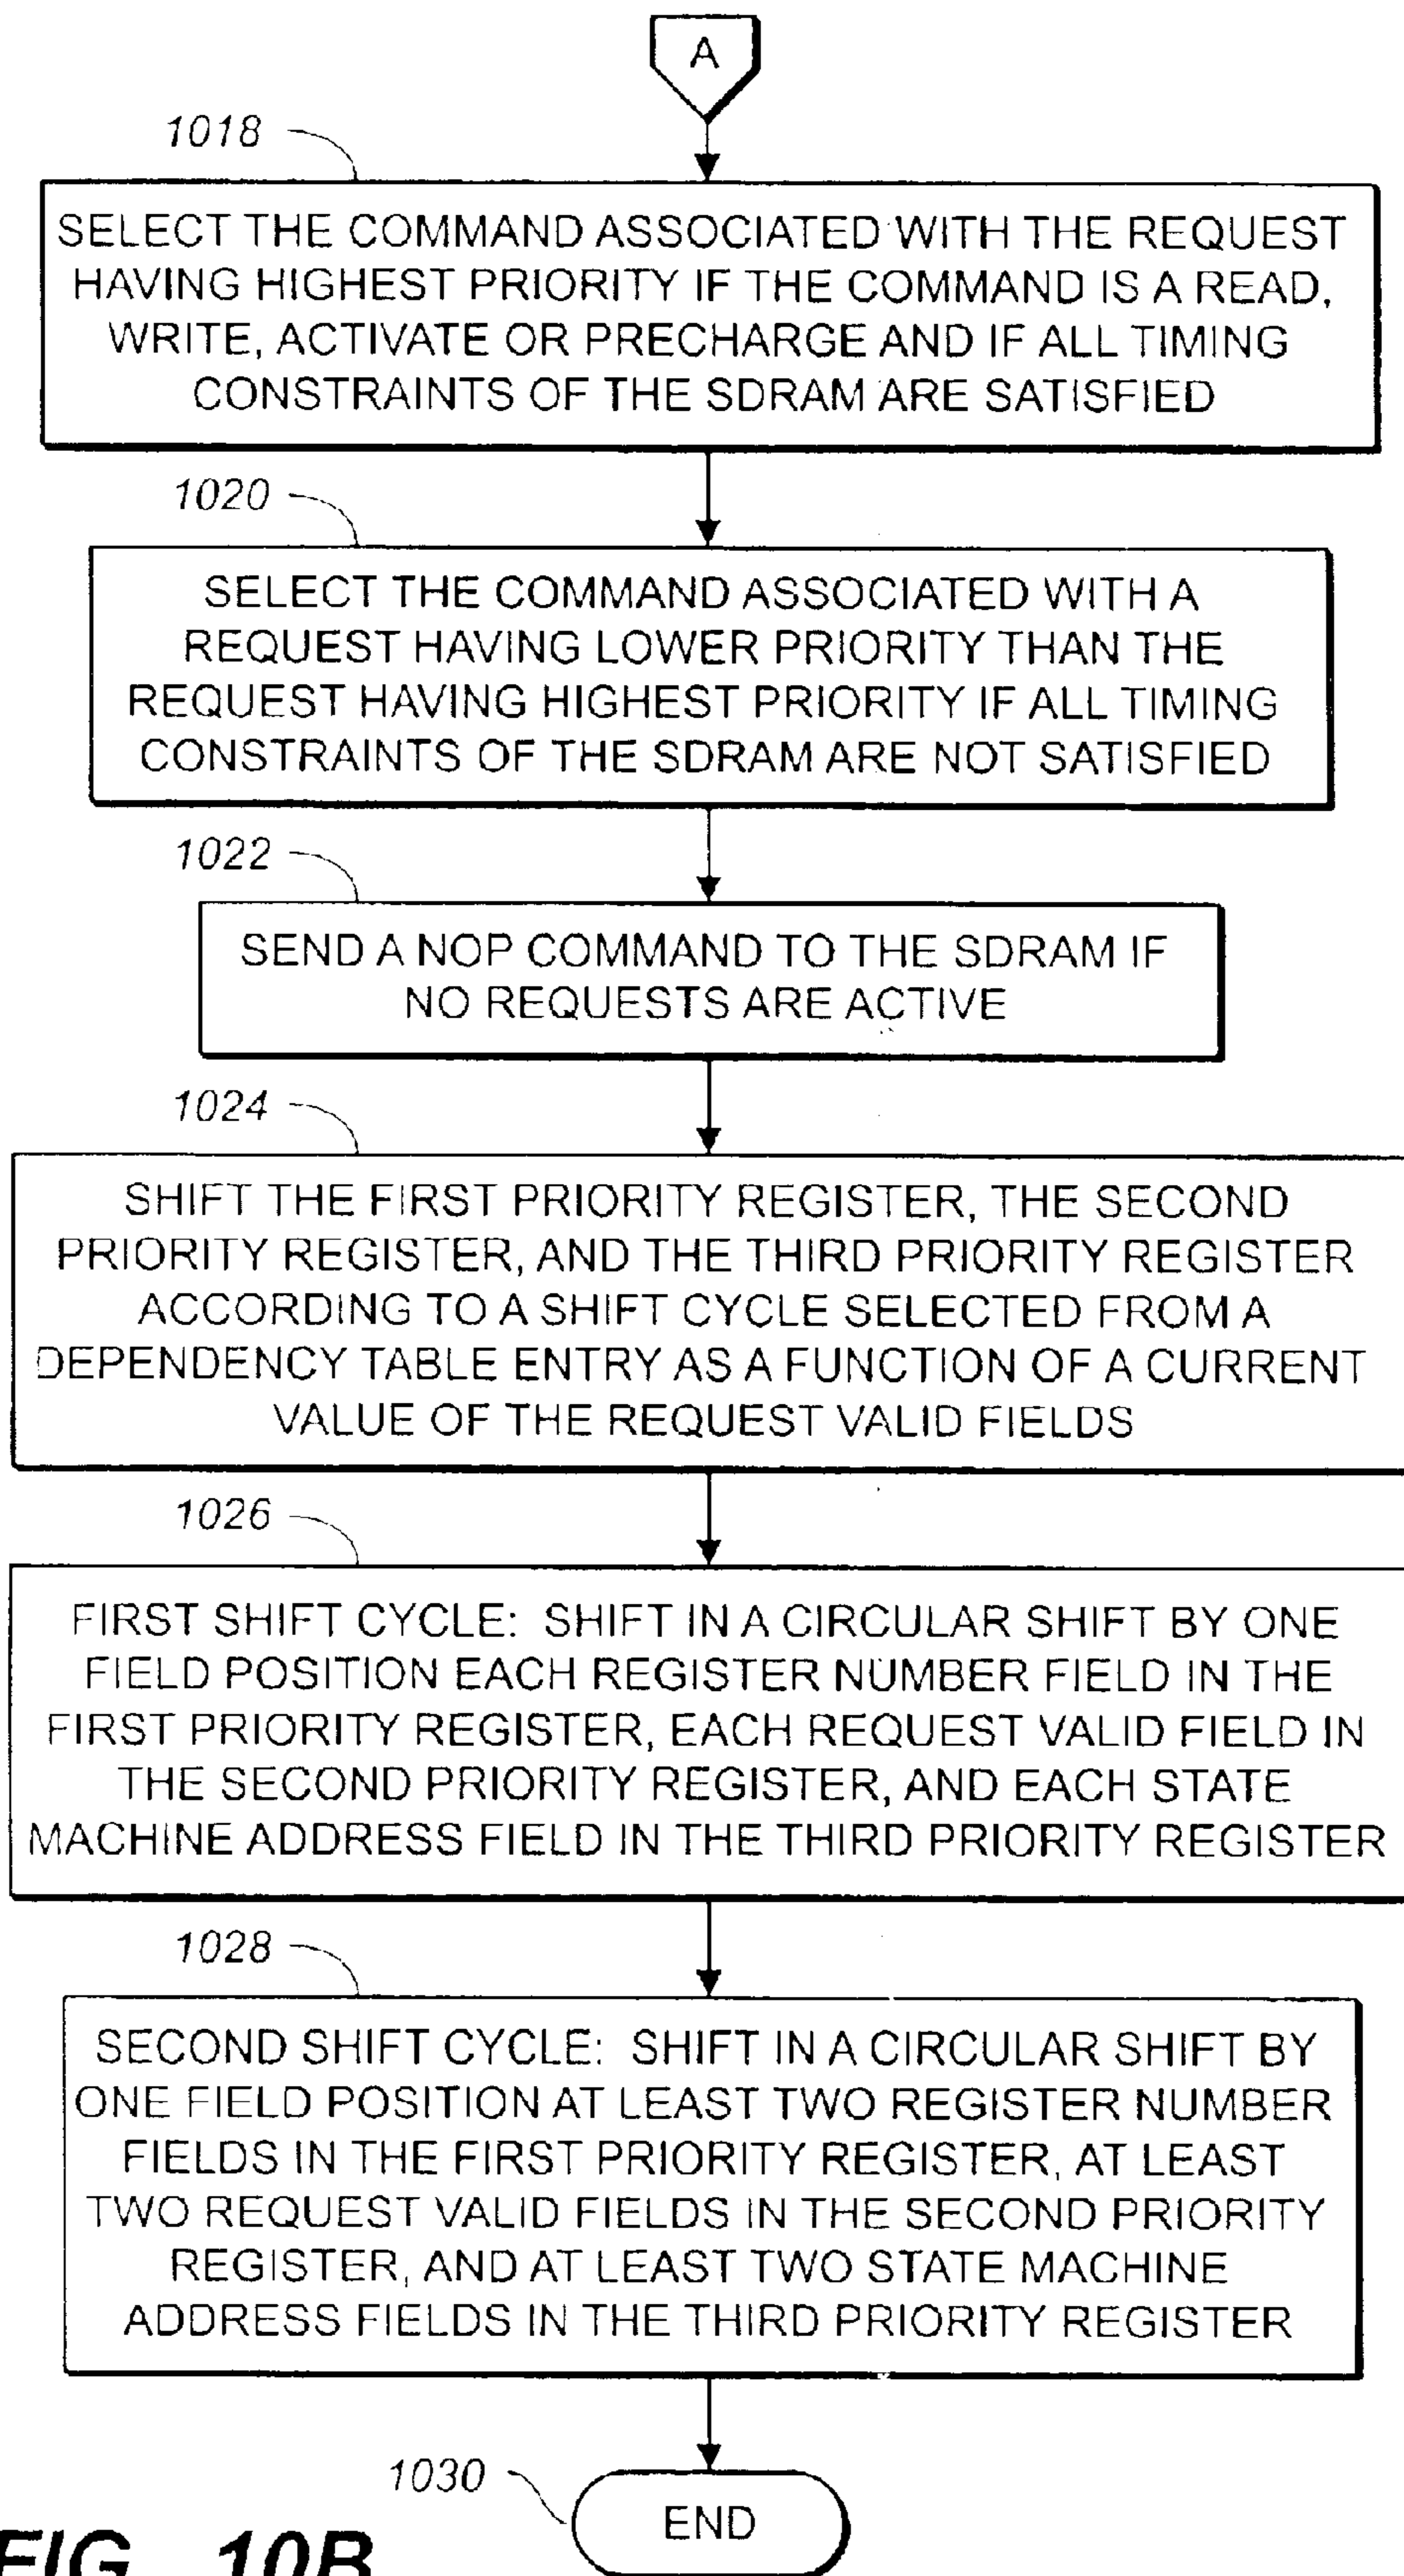 A
1018
SELECT THE COMMAND ASSOCIATED WITH THE REQUEST
HAVING HIGHEST PRIORITY IF THE COMMAND IS A READ,
WRITE, ACTIVATE OR PRECHARGE AND IF ALL TIMING
CONSTRAINTS OF THE SDRAM ARE SATISFIED
1020
SELECT THE COMMAND ASSOCIATED WITH A
REQUEST HAVING LOWER PRIORITY THAN THE
REQUEST HAVING HIGHEST PRIORITY IF ALL TIMING
CONSTRAINTS OF THE SDRAM ARE NOT SATISFIED
1022
SEND A NOP COMMAND TO THE SDRAM IF
NO REQUESTS ARE ACTIVE
1024
SHIFT THE FIRST PRIORITY REGISTER, THE SECOND
PRIORITY REGISTER, AND THE THIRD PRIORITY REGISTER
ACCORDING TO A SHIFT CYCLE SELECTED FROM A
DEPENDENCY TABLE ENTRY AS A FUNCTION OF A CURRENT
VALUE OF THE REQUEST VALID FIELDS
1026
FIRST SHIFT CYCLE: SHIFT IN A CIRCULAR SHIFT BY ONE
FIELD POSITION EACH REGISTER NUMBER FIELD IN THE
FIRST PRIORITY REGISTER, EACH REQUEST VALID FIELD IN
THE SECOND PRIORITY REGISTER, AND EACH STATE
MACHINE ADDRESS FIELD IN THE THIRD PRIORITY REGISTER
1028
SECOND SHIFT CYCLE: SHIFT IN A CIRCULAR SHIFT BY
ONE FIELD POSITION AT LEAST TWO REGISTER NUMBER
FIELDS IN THE FIRST PRIORITY REGISTER, AT LEAST
TWO REQUEST VALID FIELDS IN THE SECOND PRIORITY
REGISTER, AND AT LEAST TWO STATE MACHINE
ADDRESS FIELDS IN THE THIRD PRIORITY REGISTER
1030
END
FIG._10B